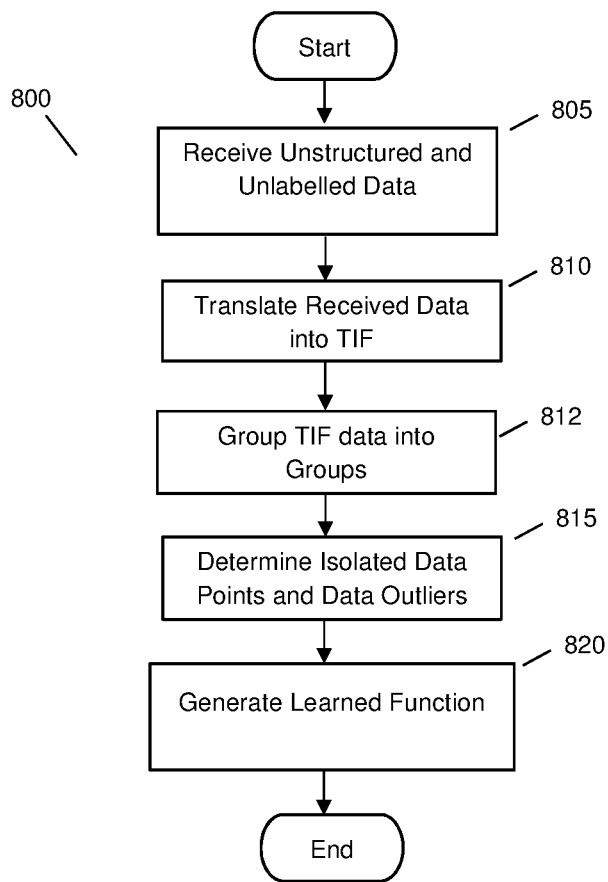 Start
800
805
Receive Unstructured and
Unlabelled Data
810
Translate Received Data
into TIF
812
Group TIF data into
Groups
815
Determine Isolated Data
Points and Data Outliers
820
Generate Learned Function
End